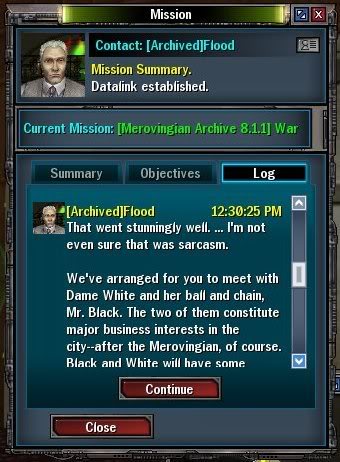 Mission
Contact: [Archived]Flood
Mission Summary.
Datalink established.
Current Mission: [Merovingian Archive 8.1.1] War
Summary
Objectives
Log
[Archived]Flood 12:30:25 PM
That went stunningly well. ... I'm not
even sure that was sarcasm.
We've arranged for you to meet with
Dame White and her ball and chain,
Mr. Black. The two of them constitute
major business interests in the
city--after the Merovingian, of course.
Black and White will have some
Continue
Close